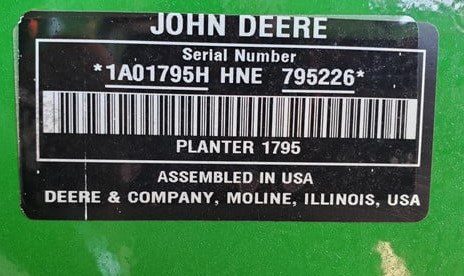 JOHN DEERE
Serial Number
*1A01795H HNE 795226*
PLANTER 1795
ASSEMBLED IN USA
DEERE & COMPANY, MOLINE, ILLINOIS, USA